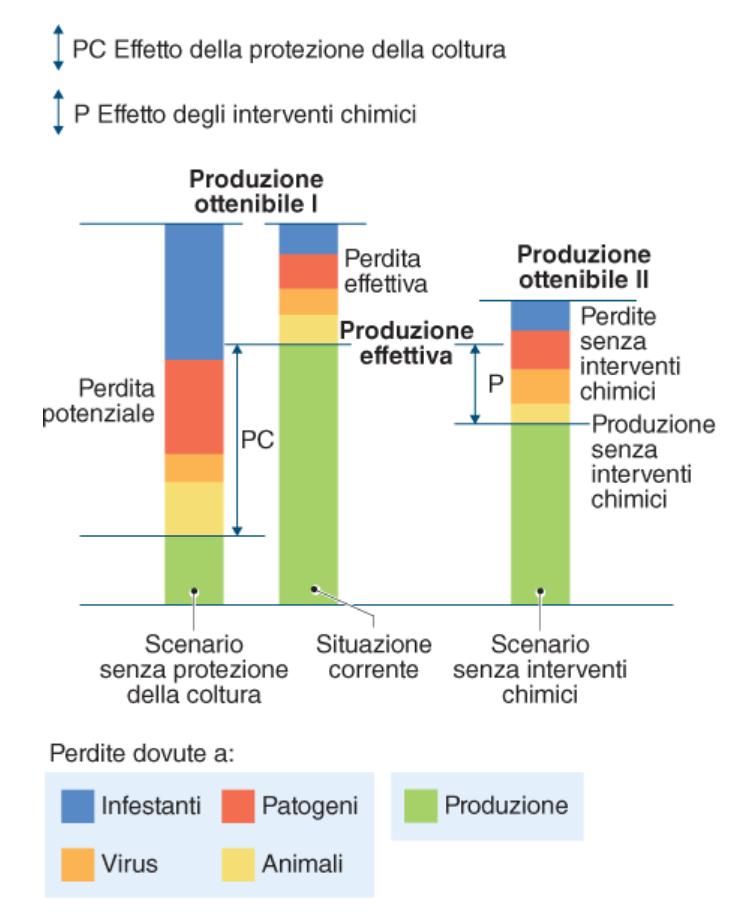 PC Effetto della protezione della coltura
P Effetto degli interventi chimici
Produzione
ottenibile I
Perdita
effettiva
Produzione
ottenibile II
Perdite
senza
interventi
chimici
Produzione
effettiva
P
Perdita
potenziale
PC
Produzione
senza
interventi
chimici
Scenario
senza protezione
della coltura
Situazione
corrente
Scenario
senza interventi
chimici
Perdite dovute a:
Infestanti
Patogeni
Produzione
Virus
Animali